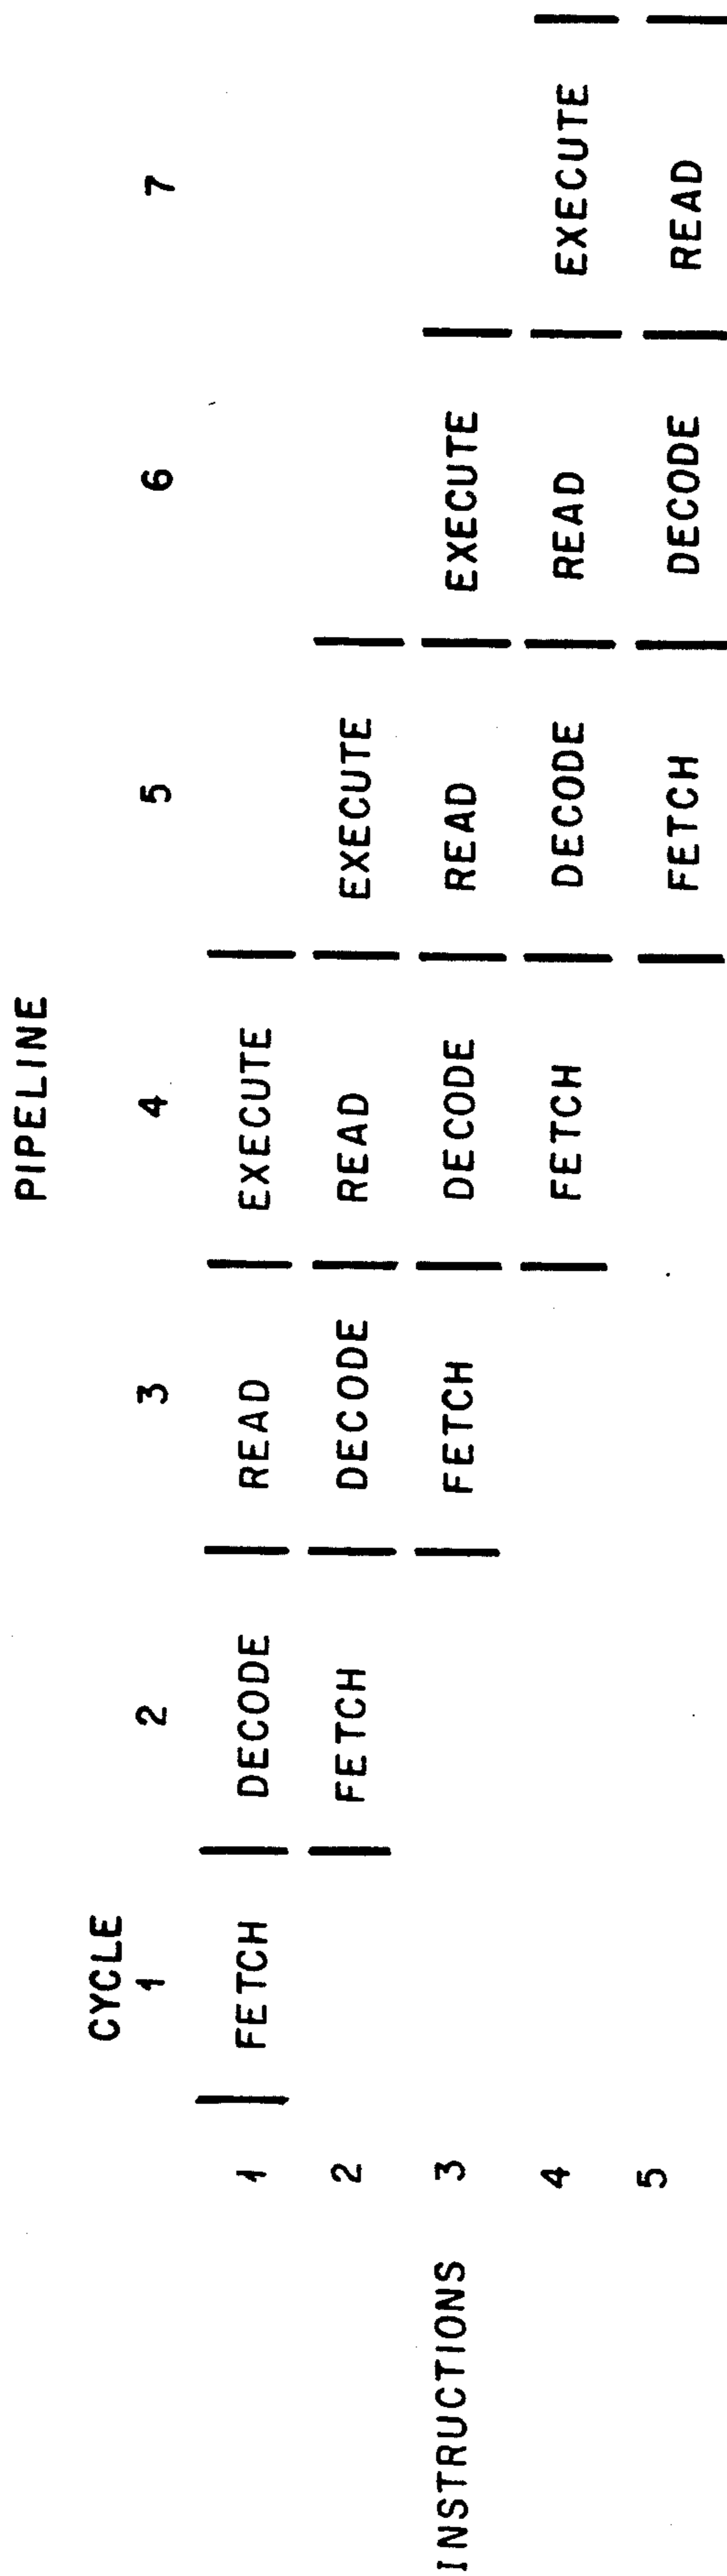 PIPELINE
CYCLE
1 2 3 4 5 6 7
1 FETCH DECODE READ EXECUTE
2 FETCH DECODE READ EXECUTE
INSTRUCTIONS 3 FETCH DECODE READ EXECUTE
4 FETCH DECODE READ EXECUTE
5 FETCH DECODE READ